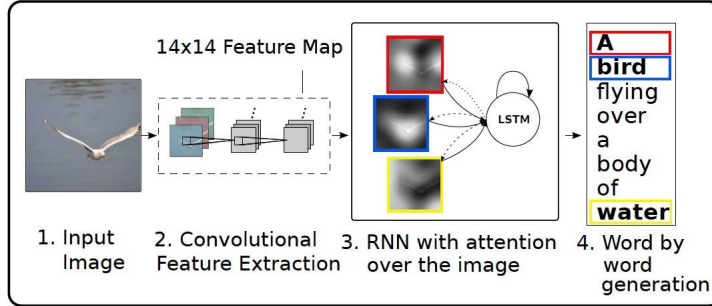 14x14 Feature Map
LSTM
A
bird
flying
over
a
body
of
water
1. Input
Image
2. Convolutional
Feature Extraction
3. RNN with attention
over the image
4. Word by
word
generation